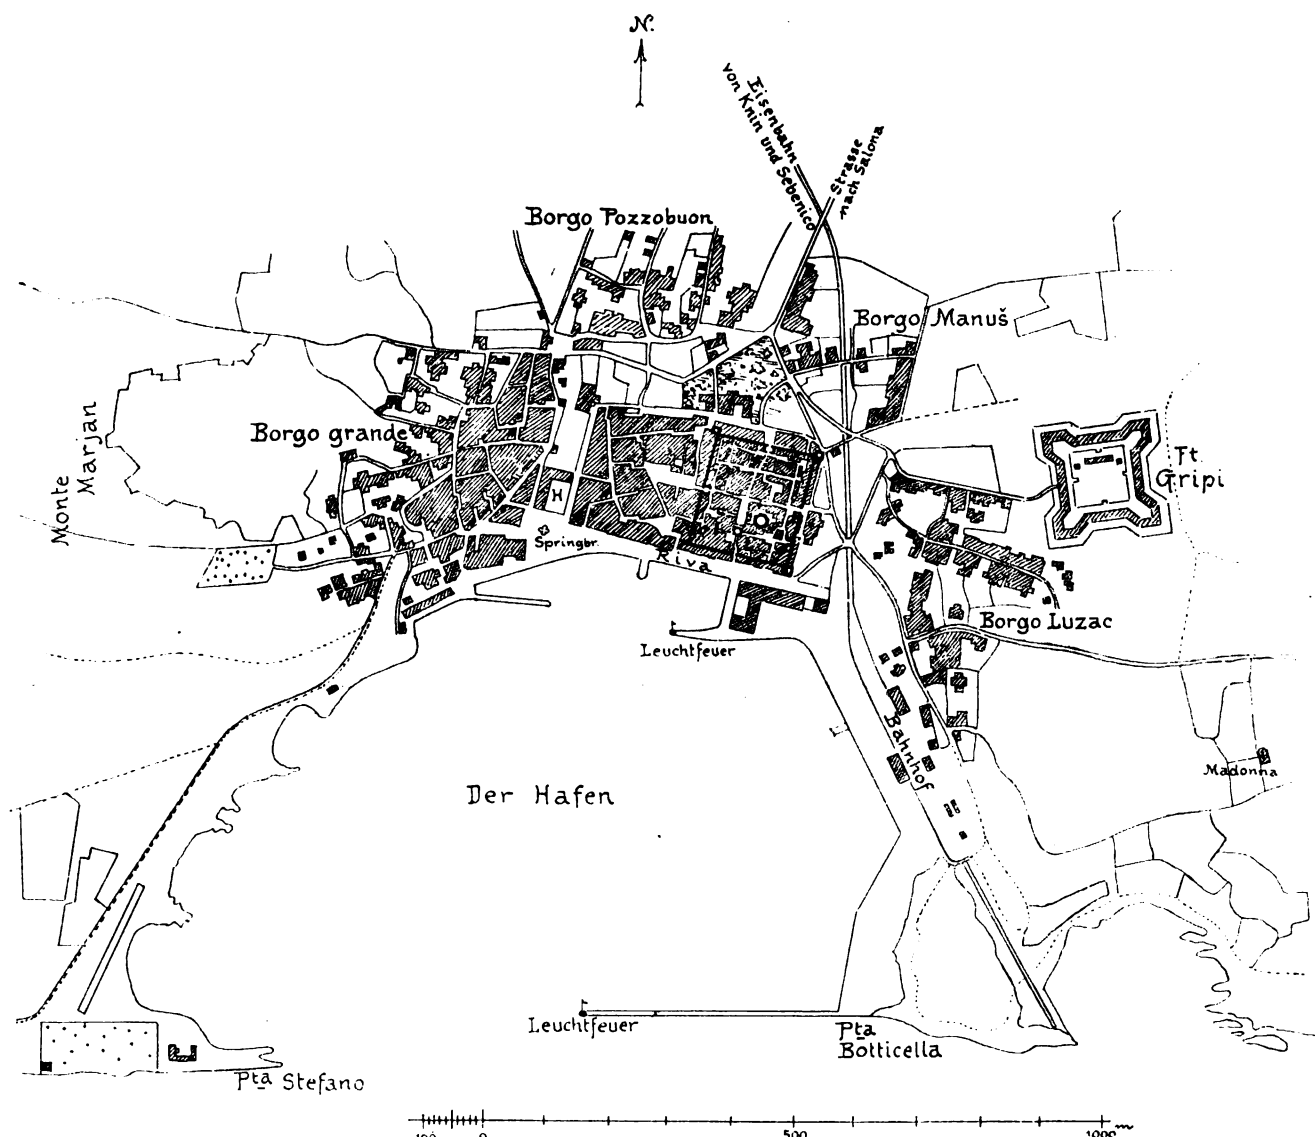 N.
Eisenbahn
von Knin und Sebenico
Strasse
nach Salona
Borgo Pozzobuon
Borgo Manuš
Monte
Marjan
Borgo grande
Ft.
Gripi
H
Springbr.
Riva
Leuchtfeuer
Borgo Luzac
Bahnhof
Madonna
Der Hafen
Leuchtfeuer
Pta
Botticella
Pta Stefano
100 0 500 1000 m